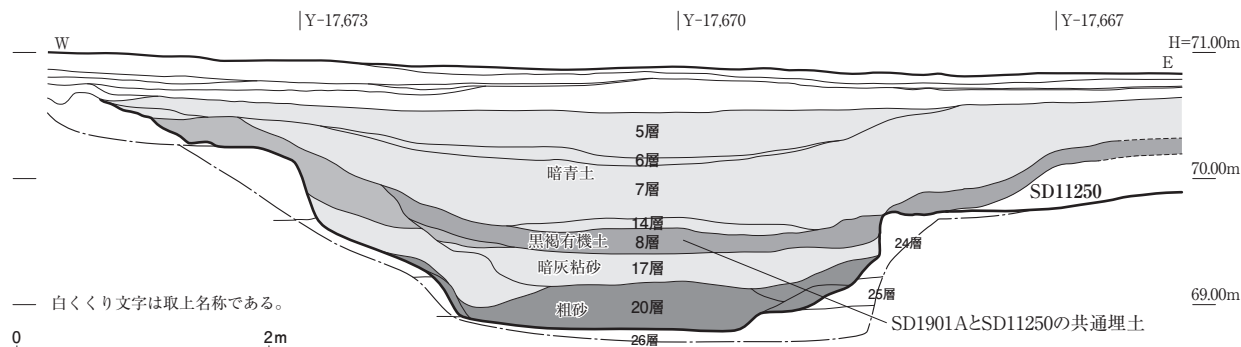 Y-17,673
Y-17,670
Y-17,667
W
H=71.00m
E
5層
6層
暗青土
7層
70.00m
SD11250
14層
黒褐有機土
8層
24層
暗灰粘砂
17層
25層
69.00m
白くくり文字は取上名称である。
粗砂
20層
SD1901AとSD11250の共通埋土
26層
0
2m